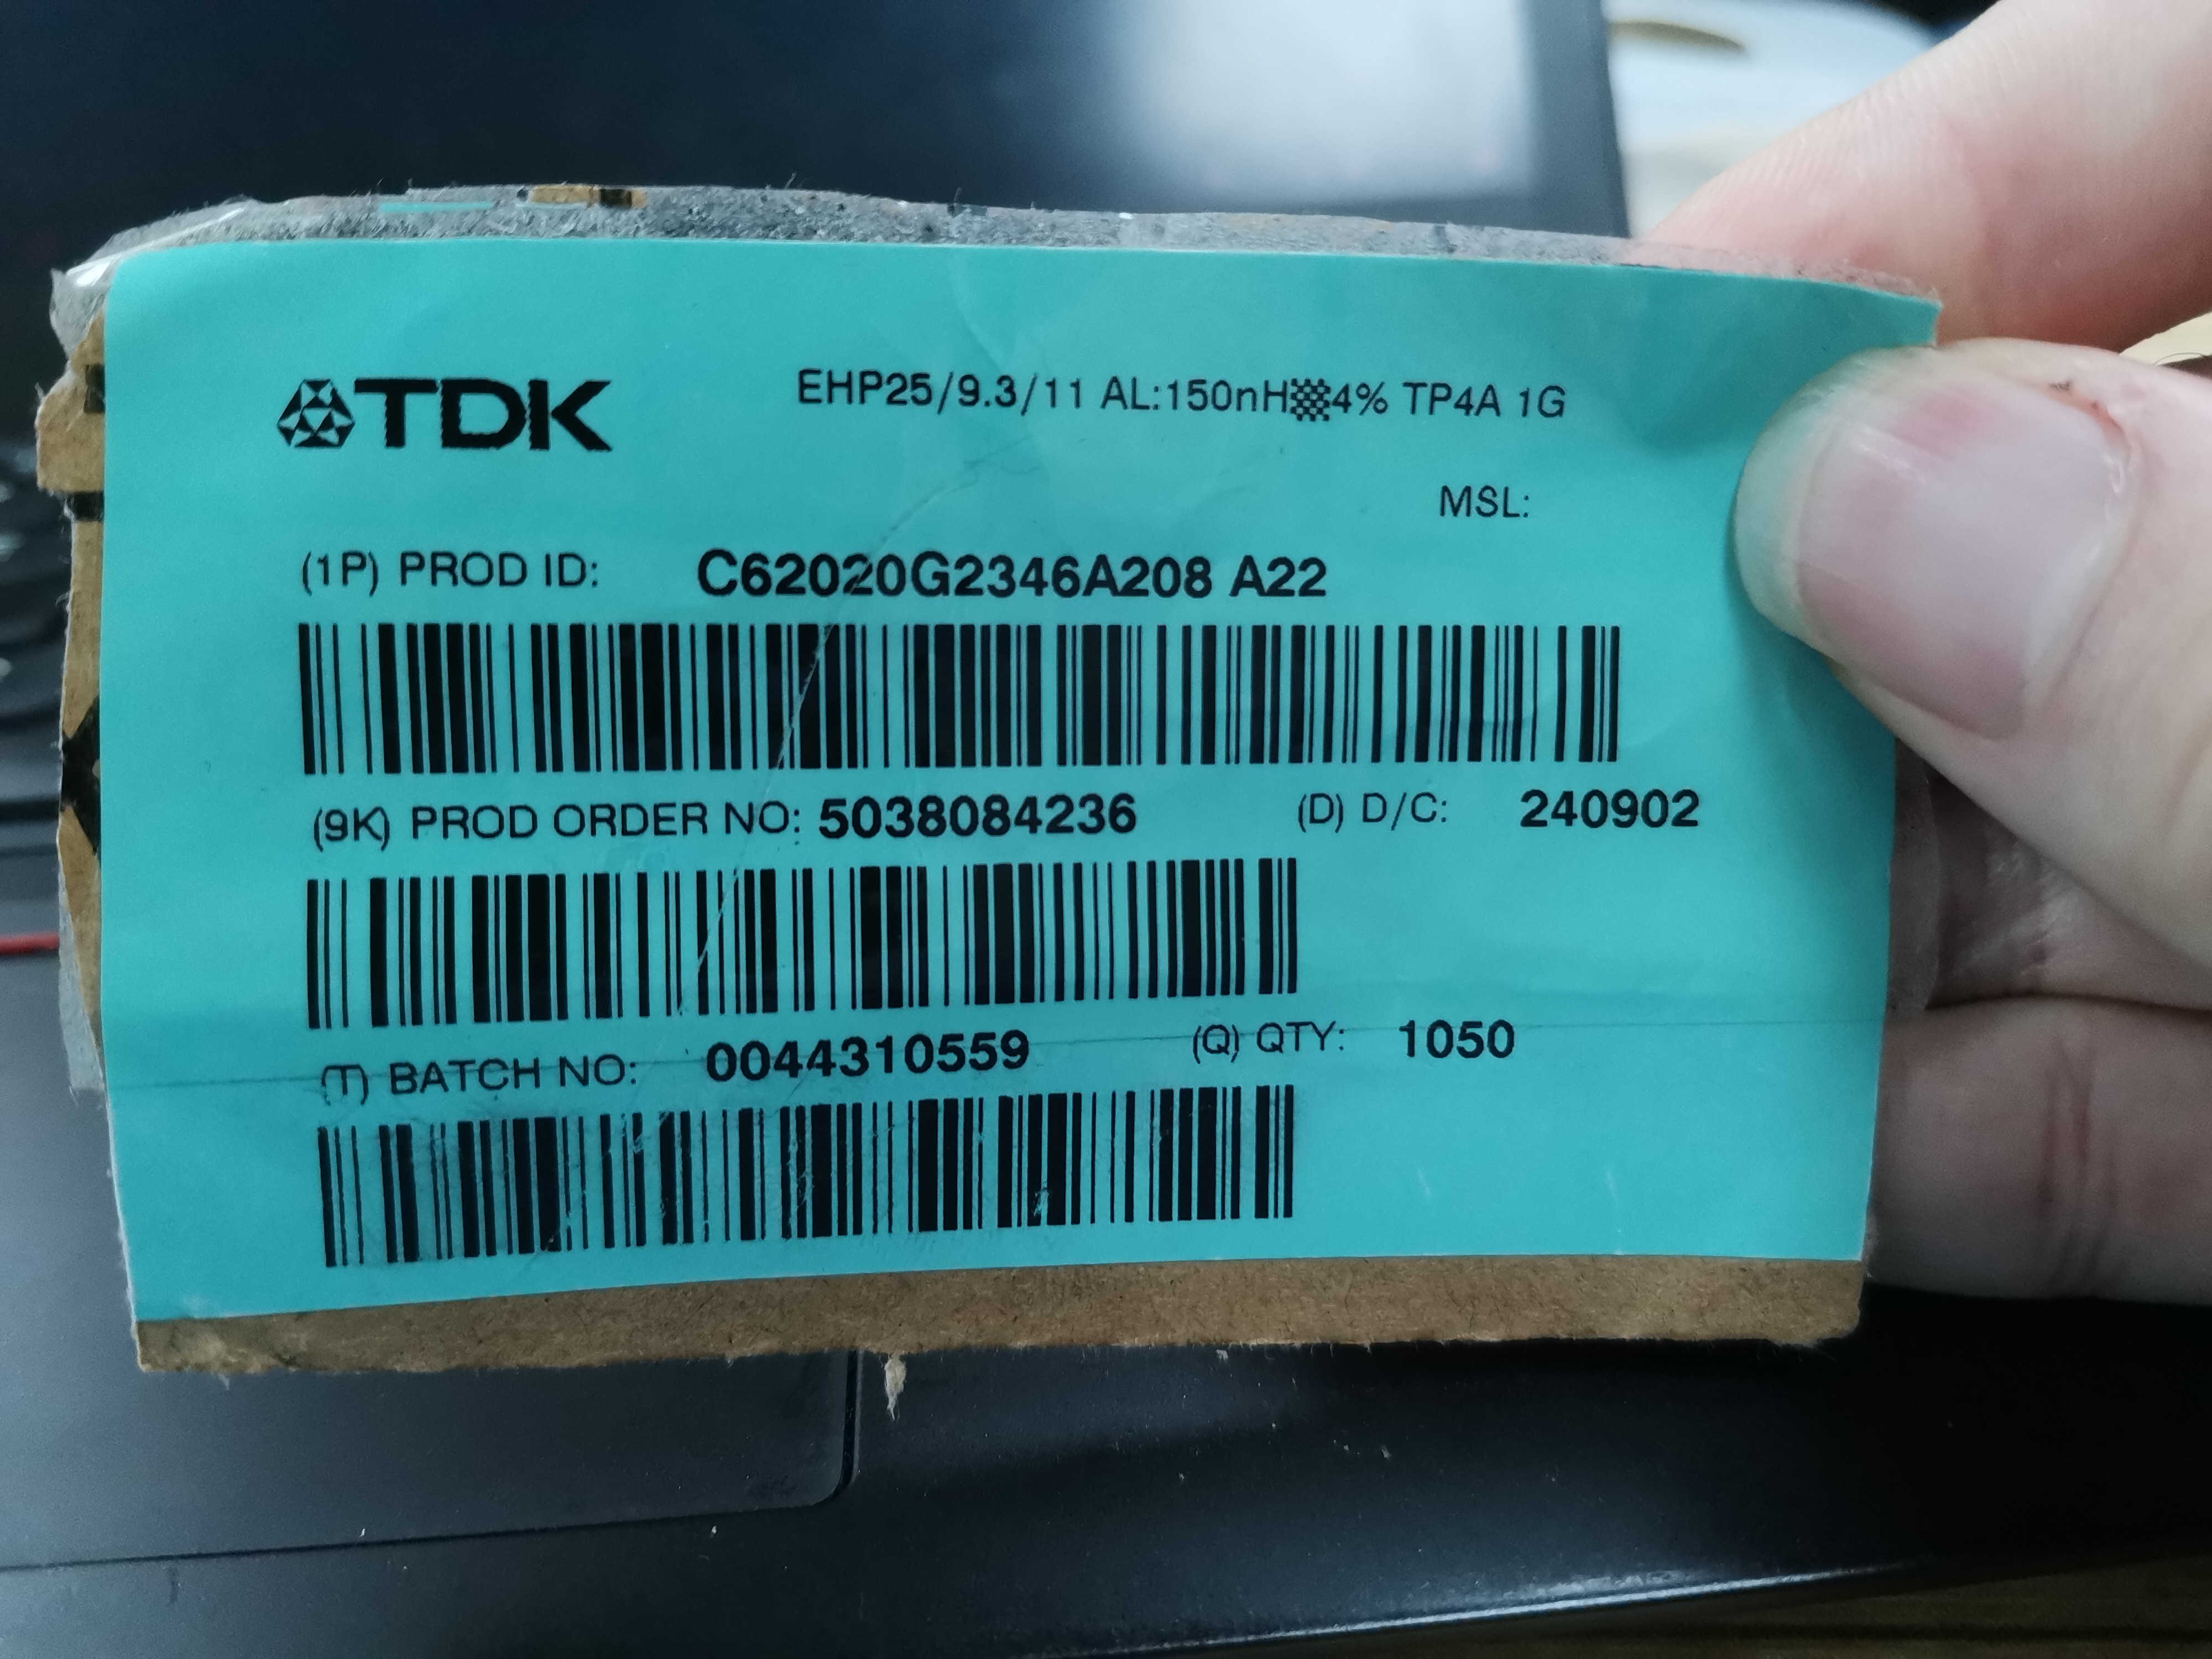 TDK EHP25/9.3/11 AL:150nH▒4% TP4A 1G
MSL:
(1P) PROD ID: C62020G2346A208 A22
(9K) PROD ORDER NO: 5038084236 (D) D/C: 240902
(T) BATCH NO: 0044310559 (Q) QTY: 1050